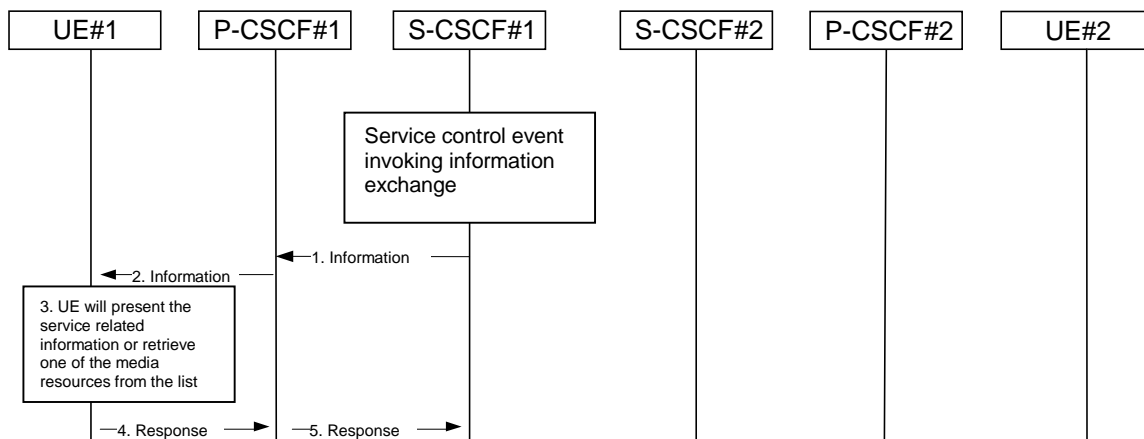 UE#1
P-CSCF#1
S-CSCF#1
S-CSCF#2
P-CSCF#2
UE#2
Service control event
invoking information
exchange
1. Information
2. Information
3. UE will present the
service related
information or retrieve
one of the media
resources from the list
4. Response
5. Response